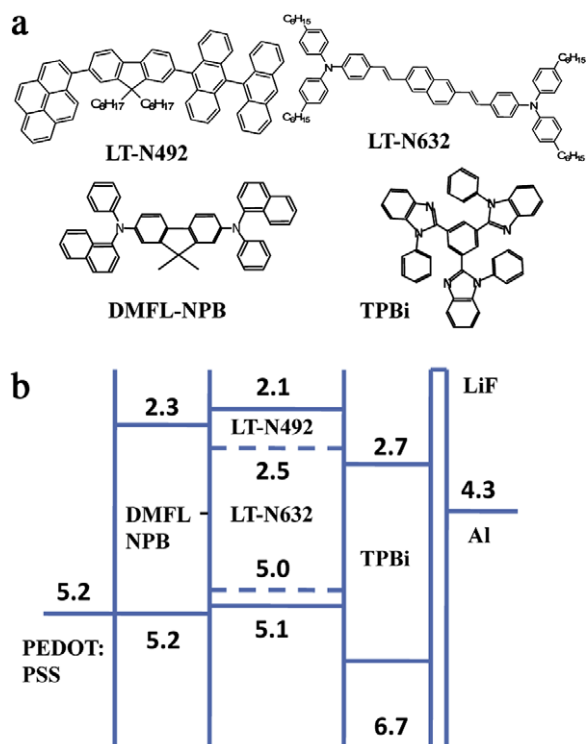 a
C₈H₁₇ C₈H₁₇
LT-N492
C₆H₁₅
C₆H₁₅
N
N
C₆H₁₅
C₆H₁₅
LT-N632
N
N
DMFL-NPB
N
N
N
N
N
N
TPBi
b
LiF
2.3
2.1
LT-N492
2.7
2.5
4.3
DMFL
NPB
LT-N632
Al
TPBi
5.0
5.2
5.2
5.1
PEDOT:
PSS
6.7